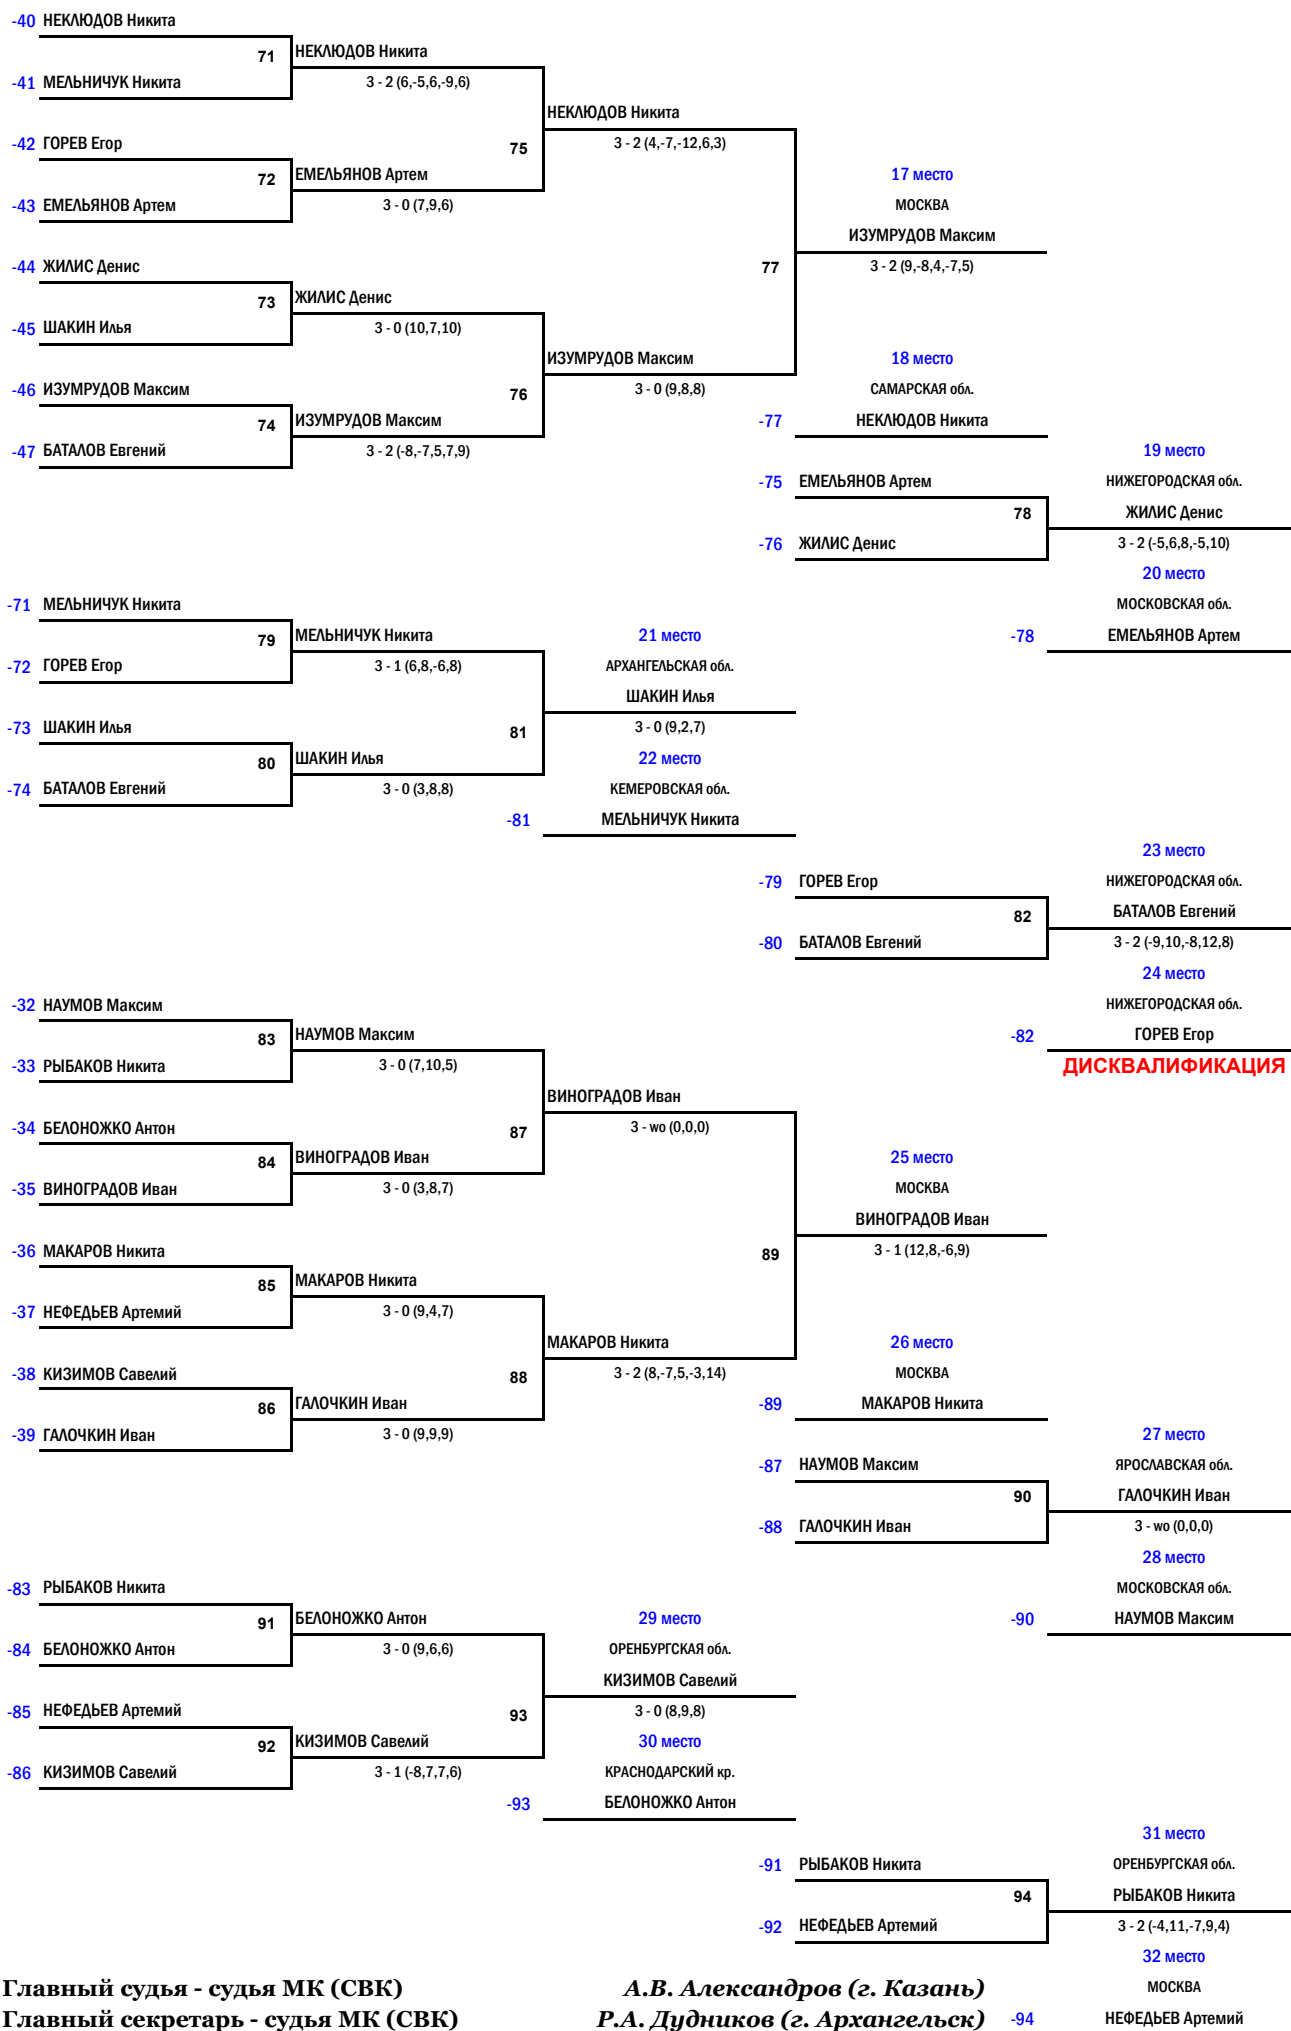 -40 НЕКЛЮДОВ Никита
71 НЕКЛЮДОВ Никита
-41 МЕЛЬНИЧУК Никита 3 - 2 (6,-5,6,-9,6)
НЕКЛЮДОВ Никита
-42 ГОРЕВ Егор 75 3 - 2 (4,-7,-12,6,3)
72 ЕМЕЛЬЯНОВ Артем 17 место
-43 ЕМЕЛЬЯНОВ Артем 3 - 0 (7,9,6) МОСКВА
ИЗУМРУДОВ Максим
-44 ЖИЛИС Денис 77 3 - 2 (9,-8,4,-7,5)
73 ЖИЛИС Денис
-45 ШАКИН Илья 3 - 0 (10,7,10)
ИЗУМРУДОВ Максим 18 место
-46 ИЗУМРУДОВ Максим 76 3 - 0 (9,8,8) САМАРСКАЯ обл.
74 ИЗУМРУДОВ Максим -77 НЕКЛЮДОВ Никита
-47 БАТАЛОВ Евгений 3 - 2 (-8,-7,5,7,9) 19 место
-75 ЕМЕЛЬЯНОВ Артем НИЖЕГОРОДСКАЯ обл.
78 ЖИЛИС Денис
-76 ЖИЛИС Денис 3 - 2 (-5,6,8,-5,10)
20 место
-71 МЕЛЬНИЧУК Никита МОСКОВСКАЯ обл.
79 МЕЛЬНИЧУК Никита 21 место -78 ЕМЕЛЬЯНОВ Артем
-72 ГОРЕВ Егор 3 - 1 (6,8,-6,8) АРХАНГЕЛЬСКАЯ обл.
ШАКИН Илья
-73 ШАКИН Илья 81 3 - 0 (9,2,7)
80 ШАКИН Илья 22 место
-74 БАТАЛОВ Евгений 3 - 0 (3,8,8) КЕМЕРОВСКАЯ обл.
-81 МЕЛЬНИЧУК Никита
23 место
-79 ГОРЕВ Егор НИЖЕГОРОДСКАЯ обл.
82 БАТАЛОВ Евгений
-80 БАТАЛОВ Евгений 3 - 2 (-9,10,-8,12,8)
24 место
-32 НАУМОВ Максим НИЖЕГОРОДСКАЯ обл.
83 НАУМОВ Максим -82 ГОРЕВ Егор
-33 РЫБАКОВ Никита 3 - 0 (7,10,5) ДИСКВАЛИФИКАЦИЯ
ВИНОГРАДОВ Иван
-34 БЕЛОНОЖКО Антон 87 3 - wo (0,0,0)
84 ВИНОГРАДОВ Иван 25 место
-35 ВИНОГРАДОВ Иван 3 - 0 (3,8,7) МОСКВА
ВИНОГРАДОВ Иван
-36 МАКАРОВ Никита 89 3 - 1 (12,8,-6,9)
85 МАКАРОВ Никита
-37 НЕФЕДЬЕВ Артемий 3 - 0 (9,4,7)
МАКАРОВ Никита 26 место
-38 КИЗИМОВ Савелий 88 3 - 2 (8,-7,5,-3,14) МОСКВА
86 ГАЛОЧКИН Иван -89 МАКАРОВ Никита
-39 ГАЛОЧКИН Иван 3 - 0 (9,9,9) 27 место
-87 НАУМОВ Максим ЯРОСЛАВСКАЯ обл.
90 ГАЛОЧКИН Иван
-88 ГАЛОЧКИН Иван 3 - wo (0,0,0)
28 место
-83 РЫБАКОВ Никита МОСКОВСКАЯ обл.
91 БЕЛОНОЖКО Антон 29 место -90 НАУМОВ Максим
-84 БЕЛОНОЖКО Антон 3 - 0 (9,6,6) ОРЕНБУРГСКАЯ обл.
КИЗИМОВ Савелий
-85 НЕФЕДЬЕВ Артемий 93 3 - 0 (8,9,8)
92 КИЗИМОВ Савелий 30 место
-86 КИЗИМОВ Савелий 3 - 1 (-8,7,7,6) КРАСНОДАРСКИЙ кр.
-93 БЕЛОНОЖКО Антон
31 место
-91 РЫБАКОВ Никита ОРЕНБУРГСКАЯ обл.
94 РЫБАКОВ Никита
-92 НЕФЕДЬЕВ Артемий 3 - 2 (-4,11,-7,9,4)
32 место
Главный судья - судья МК (СВК) А.В. Александров (г. Казань) МОСКВА
Главный секретарь - судья МК (СВК) Р.А. Дудников (г. Архангельск) -94 НЕФЕДЬЕВ Артемий